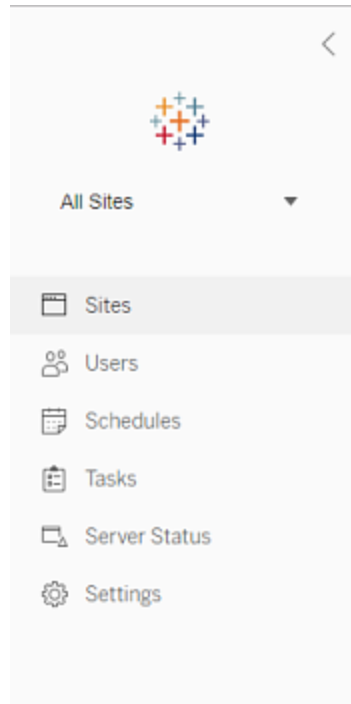 All Sites
Sites
Users
Schedules
Tasks
Server Status
Settings